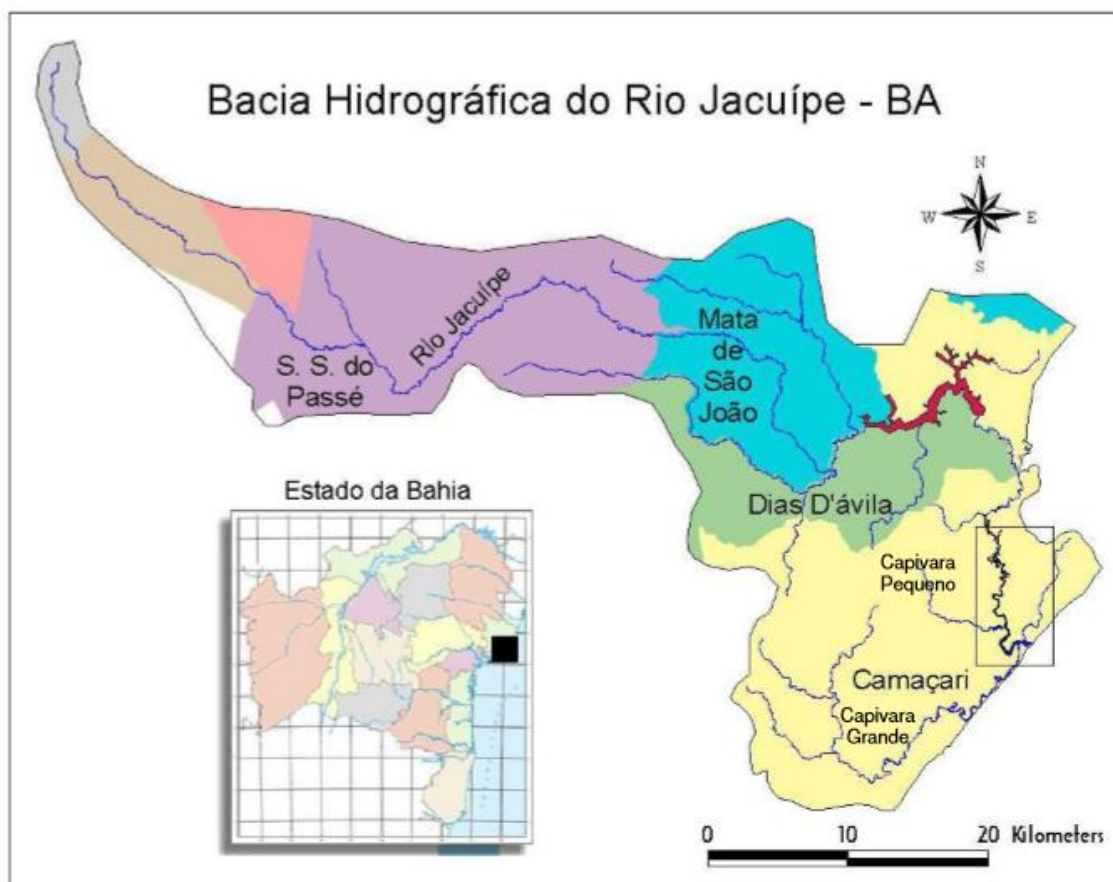 Bacia Hidrográfica do Rio Jacuípe - BA
N
W E
S
Rio Jacuípe
S. S. do
Passé
Mata
de
São
João
Dias D'ávila
Estado da Bahia
Capivara
Pequeno
Camaçari
Capivara
Grande
0 10 20 Kilometers